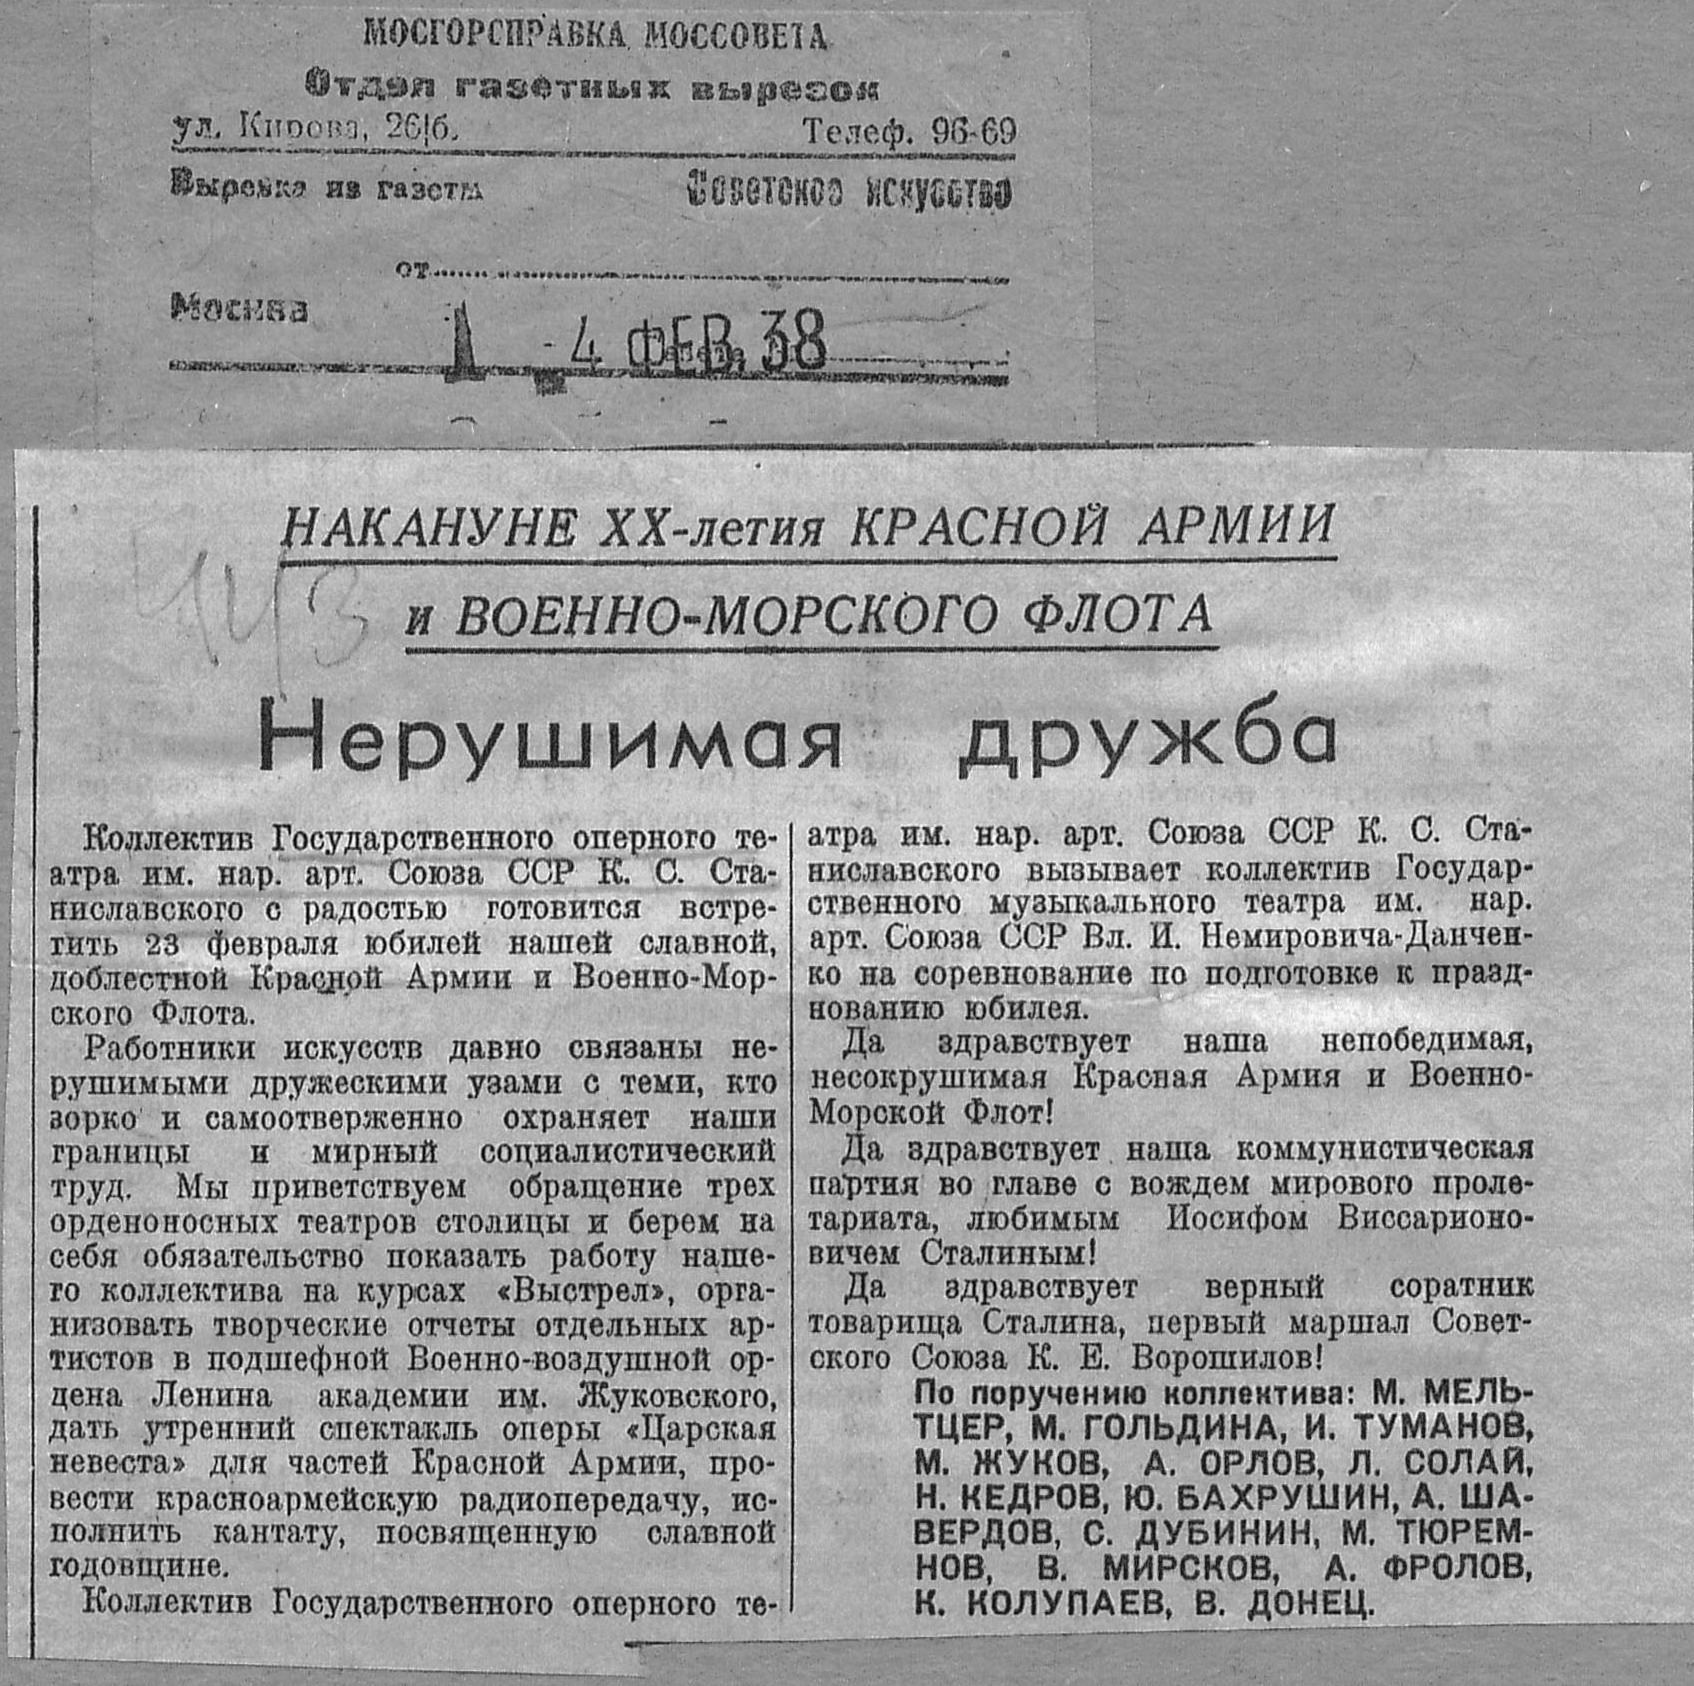 МОСГОРСПРАВКА МОССОВЕТА
Отдел газетных вырезок
ул. Кирова, 26|б.
Телеф. 96-69
Вырезка из газеты
Советское искусство
от
Москва
4 ФЕВ. 38
443
НАКАНУНЕ XX-летия КРАСНОЙ АРМИИ
и ВОЕННО-МОРСКОГО ФЛОТА
Нерушимая дружба
Коллектив Государственного оперного те-
атра им. нар. арт. Союза ССР К. С. Ста-
ниславского с радостью готовится встре-
тить 23 февраля юбилей нашей славной,
доблестной Красной Армии и Военно-Мор-
ского Флота.
Работники искусств давно связаны не-
рушимыми дружескими узами с теми, кто
зорко и самоотверженно охраняет наши
границы и мирный социалистический
труд. Мы приветствуем обращение трех
орденоносных театров столицы и берем на
себя обязательство показать работу наше-
го коллектива на курсах «Выстрел», орга-
низовать творческие отчеты отдельных ар-
тистов в подшефной Военно-воздушной ор-
дена Ленина академии им. Жуковского,
дать утренний спектакль оперы «Царская
невеста» для частей Красной Армии, про-
вести красноармейскую радиопередачу, ис-
полнить кантату, посвященную славной
годовщине.
Коллектив Государственного оперного те-
атра им. нар. арт. Союза ССР К. С. Ста-
ниславского вызывает коллектив Государ-
ственного музыкального театра им. нар.
арт. Союза ССР Вл. И. Немировича-Данчен-
ко на соревнование по подготовке к празд-
нованию юбилея.
Да здравствует наша непобедимая,
несокрушимая Красная Армия и Военно-
Морской Флот!
Да здравствует наша коммунистическая
партия во главе с вождем мирового проле-
тариата, любимым Иосифом Виссарионо-
вичем Сталиным!
Да здравствует верный соратник
товарища Сталина, первый маршал Совет-
ского Союза К. Е. Ворошилов!
По поручению коллектива: М. МЕЛЬ-
ТЦЕР, М. ГОЛЬДИНА, И. ТУМАНОВ,
М. ЖУКОВ, А. ОРЛОВ, Л. СОЛАЙ,
Н. КЕДРОВ, Ю. БАХРУШИН, А. ША-
ВЕРДОВ, С. ДУБИНИН, М. ТЮРЕМ-
НОВ, В. МИРСКОВ, А. ФРОЛОВ,
К. КОЛУПАЕВ, В. ДОНЕЦ.